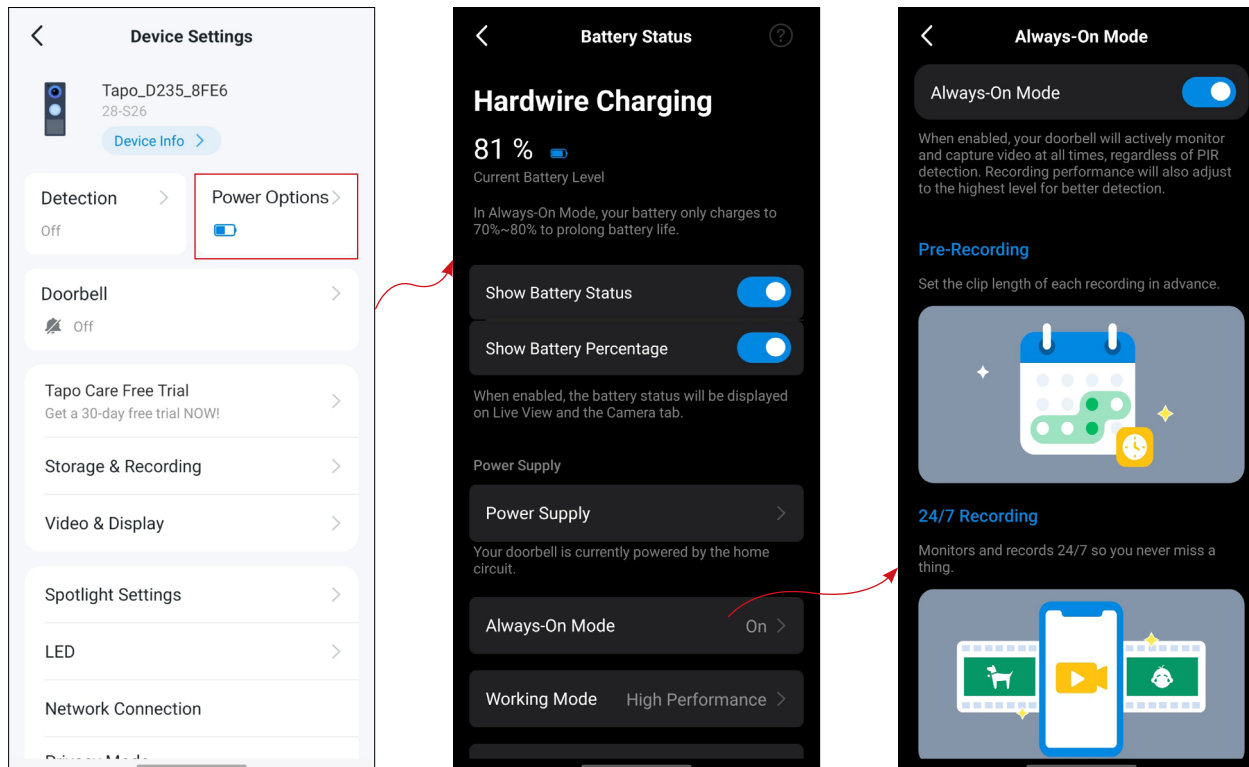 Device Settings
Tapo_D235_8FE6
28-S26
Device Info
Detection
Off
Power Options
Doorbell
Off
Tapo Care Free Trial
Get a 30-day free trial NOW!
Storage & Recording
Video & Display
Spotlight Settings
LED
Network Connection
Privacy Mode
Battery Status
?
Hardwire Charging
81 %
Current Battery Level
In Always-On Mode, your battery only charges to
70%~80% to prolong battery life.
Show Battery Status
Show Battery Percentage
When enabled, the battery status will be displayed
on Live View and the Camera tab.
Power Supply
Power Supply
Your doorbell is currently powered by the home
circuit.
Always-On Mode On
Working Mode High Performance
Always-On Mode
Always-On Mode
When enabled, your doorbell will actively monitor
and capture video at all times, regardless of PIR
detection. Recording performance will also adjust
to the highest level for better detection.
Pre-Recording
Set the clip length of each recording in advance.
24/7 Recording
Monitors and records 24/7 so you never miss a
thing.